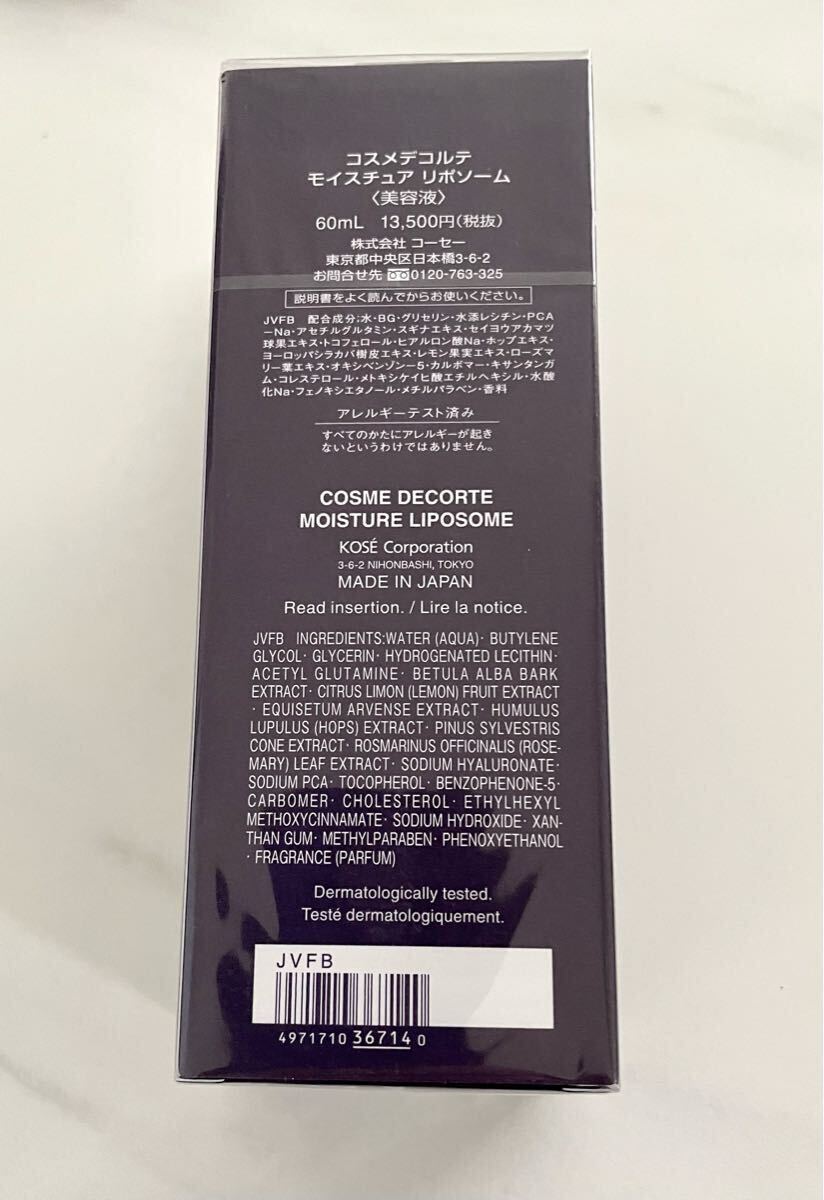 コスメデコルテ
モイスチュア リポソーム
〈美容液〉
60mL 13,500円(税抜)
株式会社 コーセー
東京都中央区日本橋3-6-2
お問合せ先 0120-763-325
説明書をよく読んでからお使いください。
JVFB 配合成分;水・BG・グリセリン・水添レシチン・PCA
ーNa・アセチルグルタミン・スギナエキス・セイヨウアカマツ
球果エキス・トコフェロール・ヒアルロン酸Na・ホップエキス・
ヨーロッパシラカバ樹皮エキス・レモン果実エキス・ローズマ
リー葉エキス・オキシベンゾン-5・カルボマー・キサンタンガ
ム・コレステロール・メトキシケイヒ酸エチルヘキシル・水酸
化Na・フェノキシエタノール・メチルパラベン・香料
アレルギーテスト済み
すべてのかたにアレルギーが起き
ないというわけではありません。
COSME DECORTE
MOISTURE LIPOSOME
KOSÉ Corporation
3-6-2 NIHONBASHI, TOKYO
MADE IN JAPAN
Read insertion. / Lire la notice.
JVFB INGREDIENTS:WATER (AQUA)· BUTYLENE
GLYCOL· GLYCERIN· HYDROGENATED LECITHIN·
ACETYL GLUTAMINE· BETULA ALBA BARK
EXTRACT· CITRUS LIMON (LEMON) FRUIT EXTRACT
· EQUISETUM ARVENSE EXTRACT· HUMULUS
LUPULUS (HOPS) EXTRACT· PINUS SYLVESTRIS
CONE EXTRACT· ROSMARINUS OFFICINALIS (ROSE-
MARY) LEAF EXTRACT· SODIUM HYALURONATE·
SODIUM PCA· TOCOPHEROL· BENZOPHENONE-5·
CARBOMER· CHOLESTEROL· ETHYLHEXYL
METHOXYCINNAMATE· SODIUM HYDROXIDE· XAN-
THAN GUM· METHYLPARABEN· PHENOXYETHANOL
· FRAGRANCE (PARFUM)
Dermatologically tested.
Testé dermatologiquement.
JVFB
4971710 36714 0